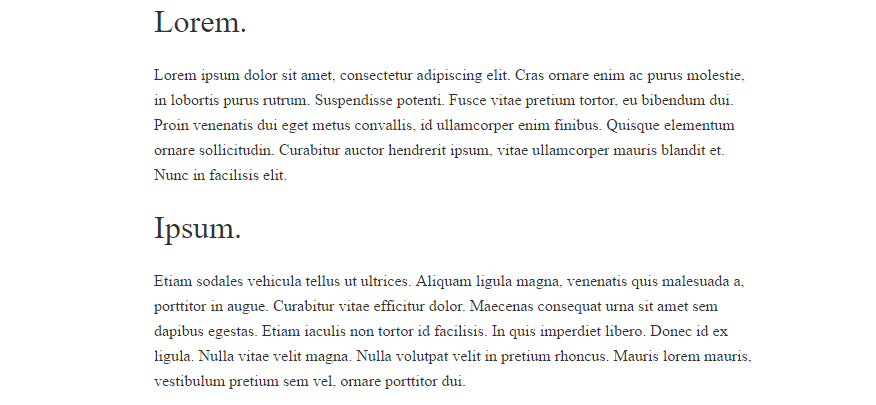 Lorem.
Lorem ipsum dolor sit amet, consectetur adipiscing elit. Cras ornare enim ac purus molestie,
in lobortis purus rutrum. Suspendisse potenti. Fusce vitae pretium tortor, eu bibendum dui.
Proin venenatis dui eget metus convallis, id ullamcorper enim finibus. Quisque elementum
ornare sollicitudin. Curabitur auctor hendrerit ipsum, vitae ullamcorper mauris blandit et.
Nunc in facilisis elit.
Ipsum.
Etiam sodales vehicula tellus ut ultrices. Aliquam ligula magna, venenatis quis malesuada a,
porttitor in augue. Curabitur vitae efficitur dolor. Maecenas consequat urna sit amet sem
dapibus egestas. Etiam iaculis non tortor id facilisis. In quis imperdiet libero. Donec id ex
ligula. Nulla vitae velit magna. Nulla volutpat velit in pretium rhoncus. Mauris lorem mauris,
vestibulum pretium sem vel, ornare porttitor dui.